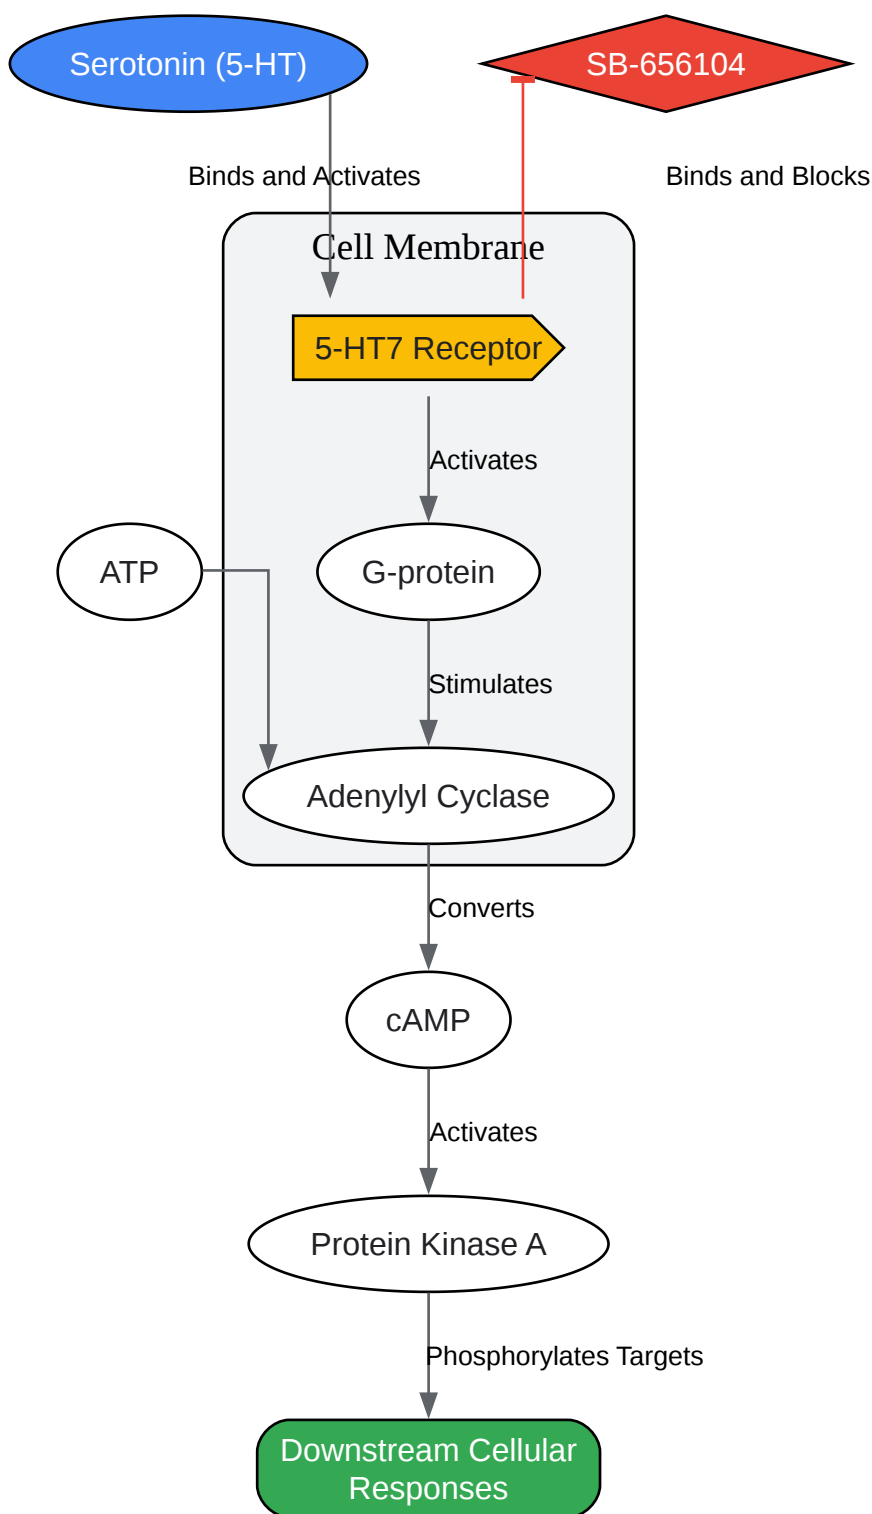 Serotonin (5-HT)
SB-656104
Binds and Activates
Binds and Blocks
Cell Membrane
5-HT7 Receptor
Activates
ATP
G-protein
Stimulates
Adenylyl Cyclase
Converts
cAMP
Activates
Protein Kinase A
Phosphorylates Targets
Downstream Cellular
Responses